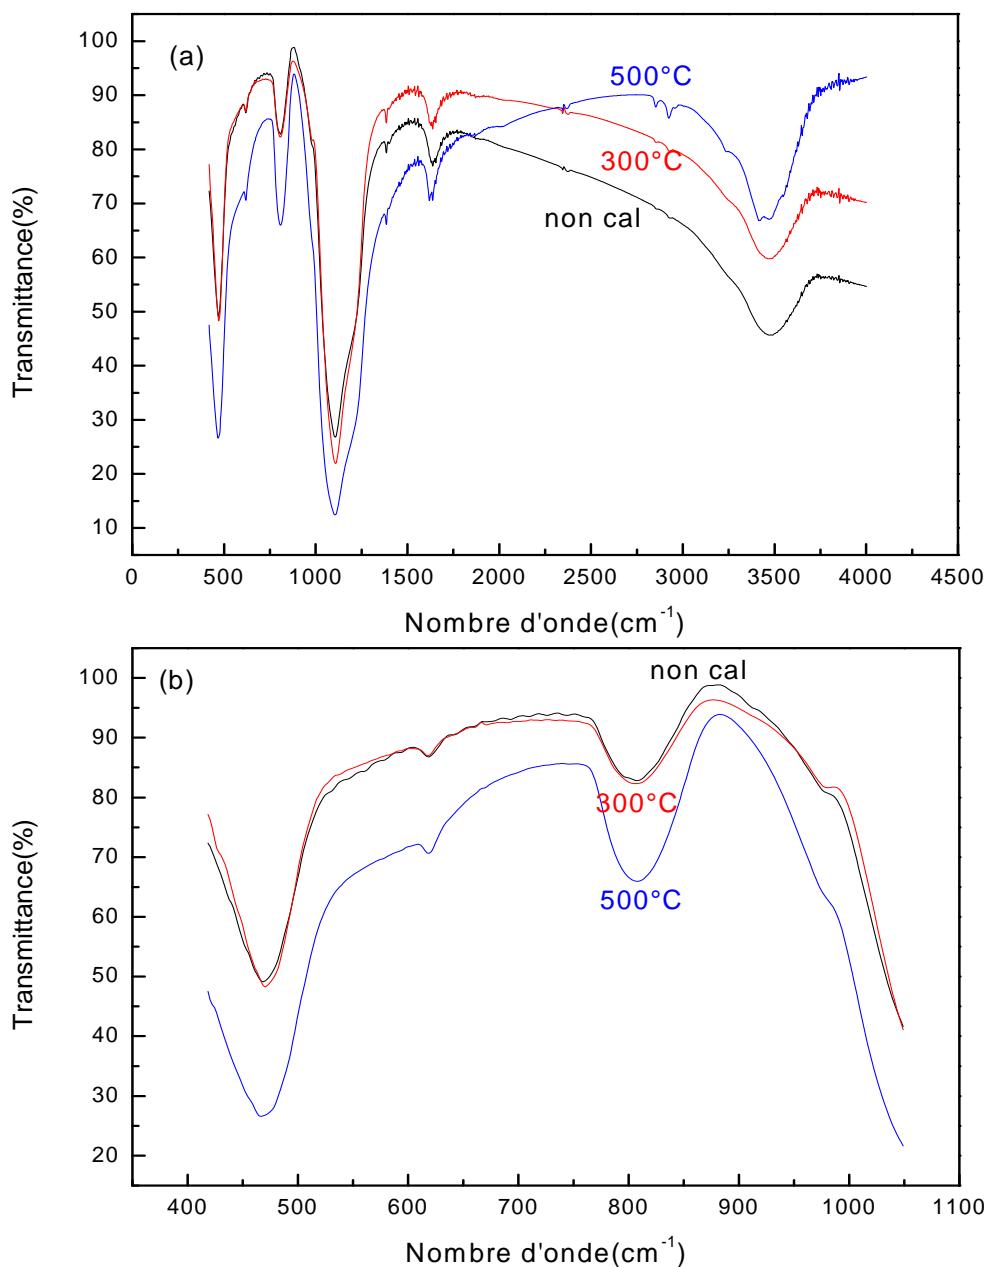 (a)
500°C
300°C
non cal
Transmittance(%)
100
90
80
70
60
50
40
30
20
10
0 500 1000 1500 2000 2500 3000 3500 4000 4500
Nombre d'onde(cm⁻¹)
(b)
non cal
300°C
500°C
Transmittance(%)
100
90
80
70
60
50
40
30
20
400 500 600 700 800 900 1000 1100
Nombre d'onde(cm⁻¹)